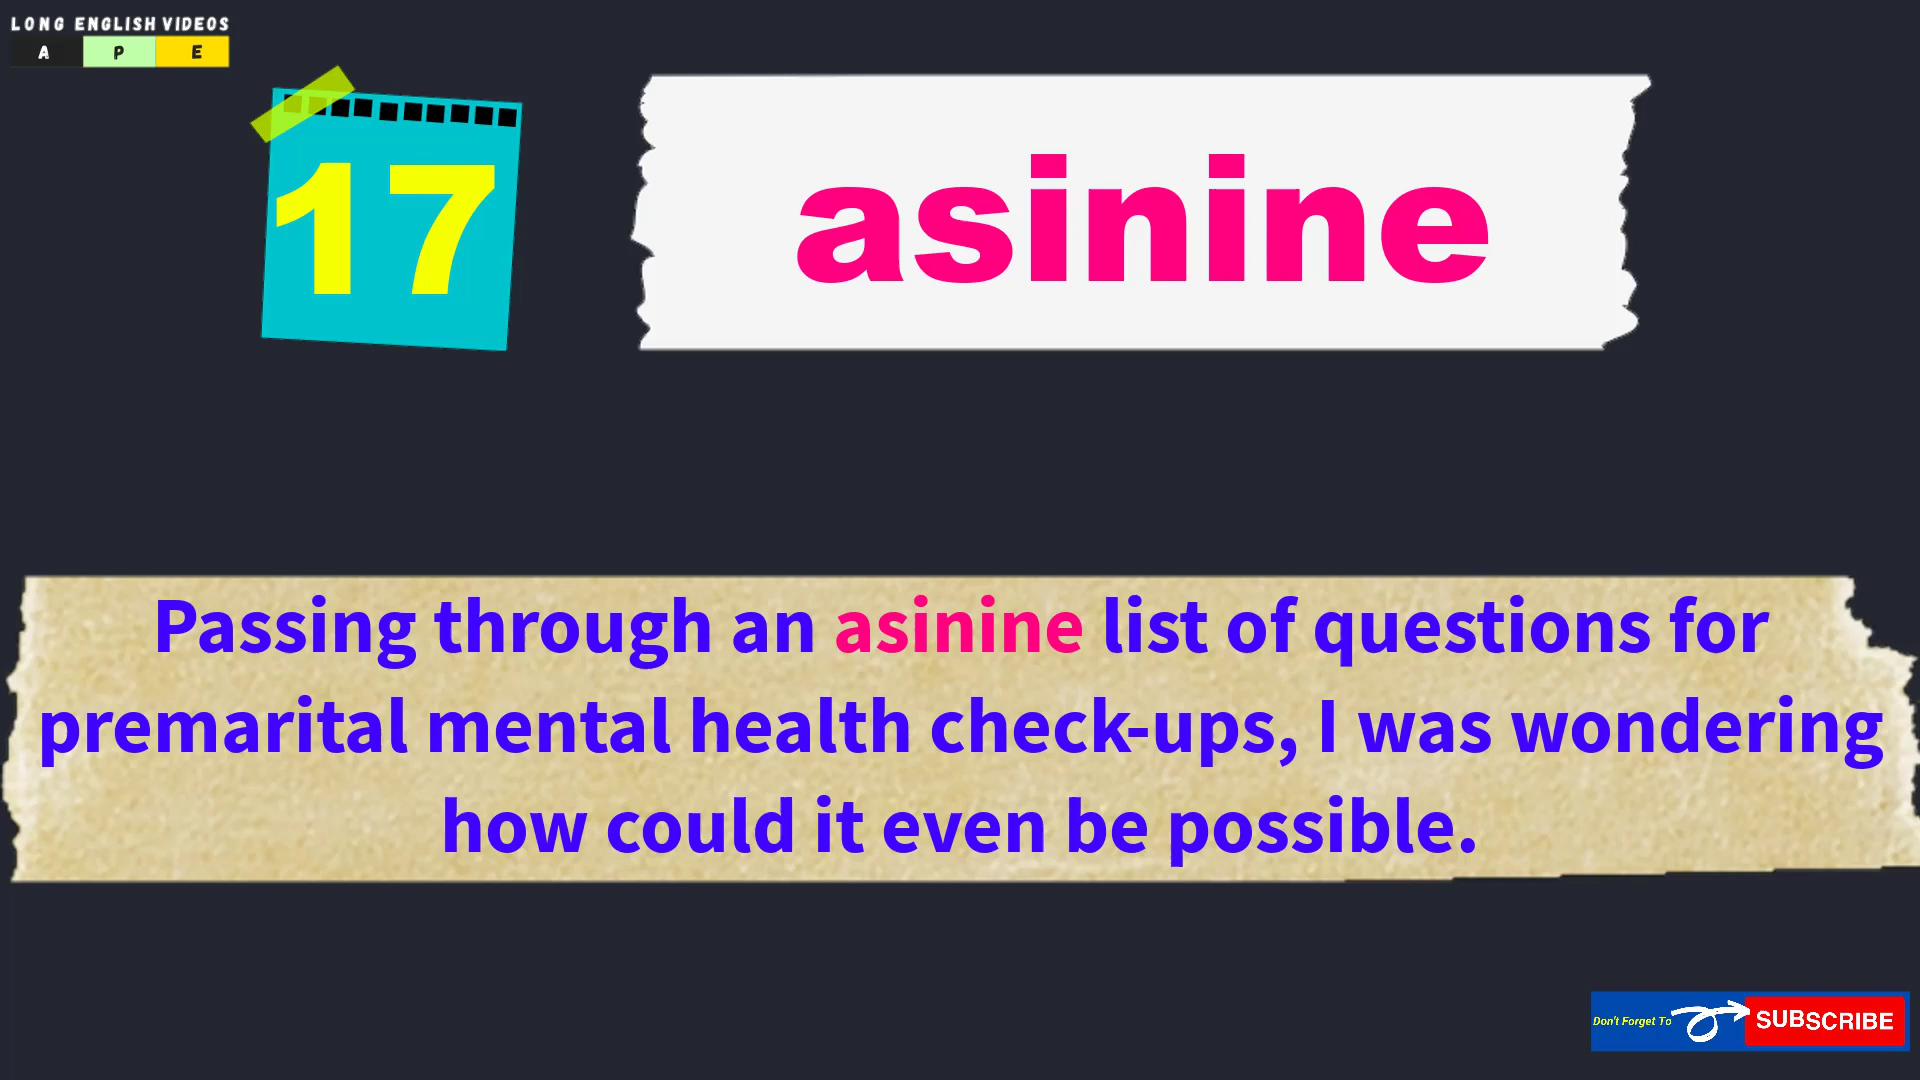 LONG ENGLISH VIDEOS
A P E
17
asinine
Passing through an asinine list of questions for
premarital mental health check-ups, I was wondering
how could it even be possible.
Don't Forget To SUBSCRIBE